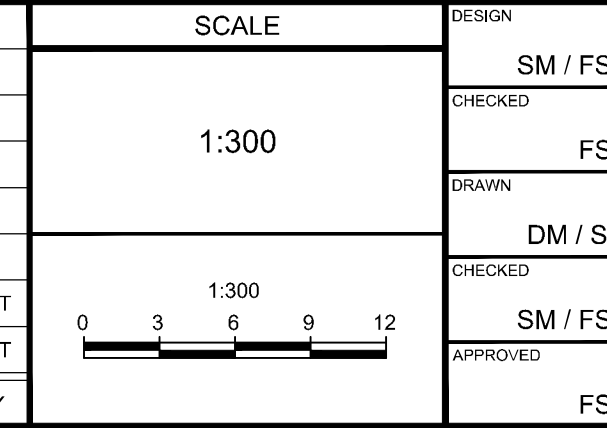 SCALE
1:300
1:300
0 3 6 9 12
DESIGN
SM / FS
CHECKED
FS
DRAWN
DM / S
CHECKED
SM / FS
APPROVED
FS
T
T